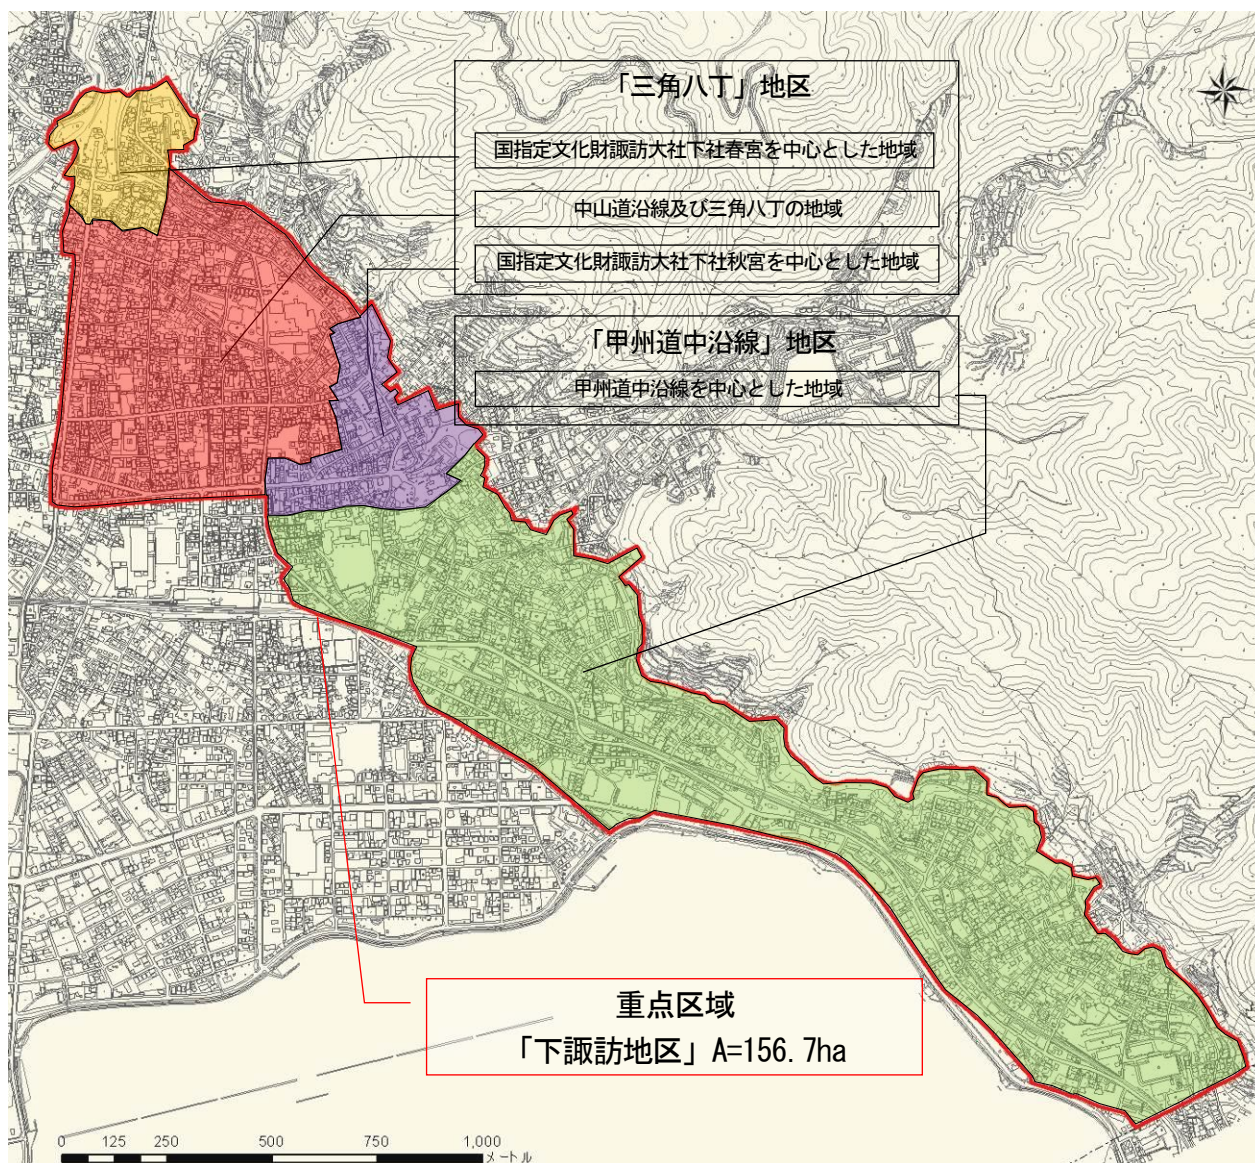 「三角八丁」地区
国指定文化財諏訪大社下社春宮を中心とした地域
中山道沿線及び三角八丁の地域
国指定文化財諏訪大社下社秋宮を中心とした地域
「甲州道中沿線」地区
甲州道中沿線を中心とした地域
重点区域
「下諏訪地区」A=156.7ha
0 125 250 500 750 1,000
メートル